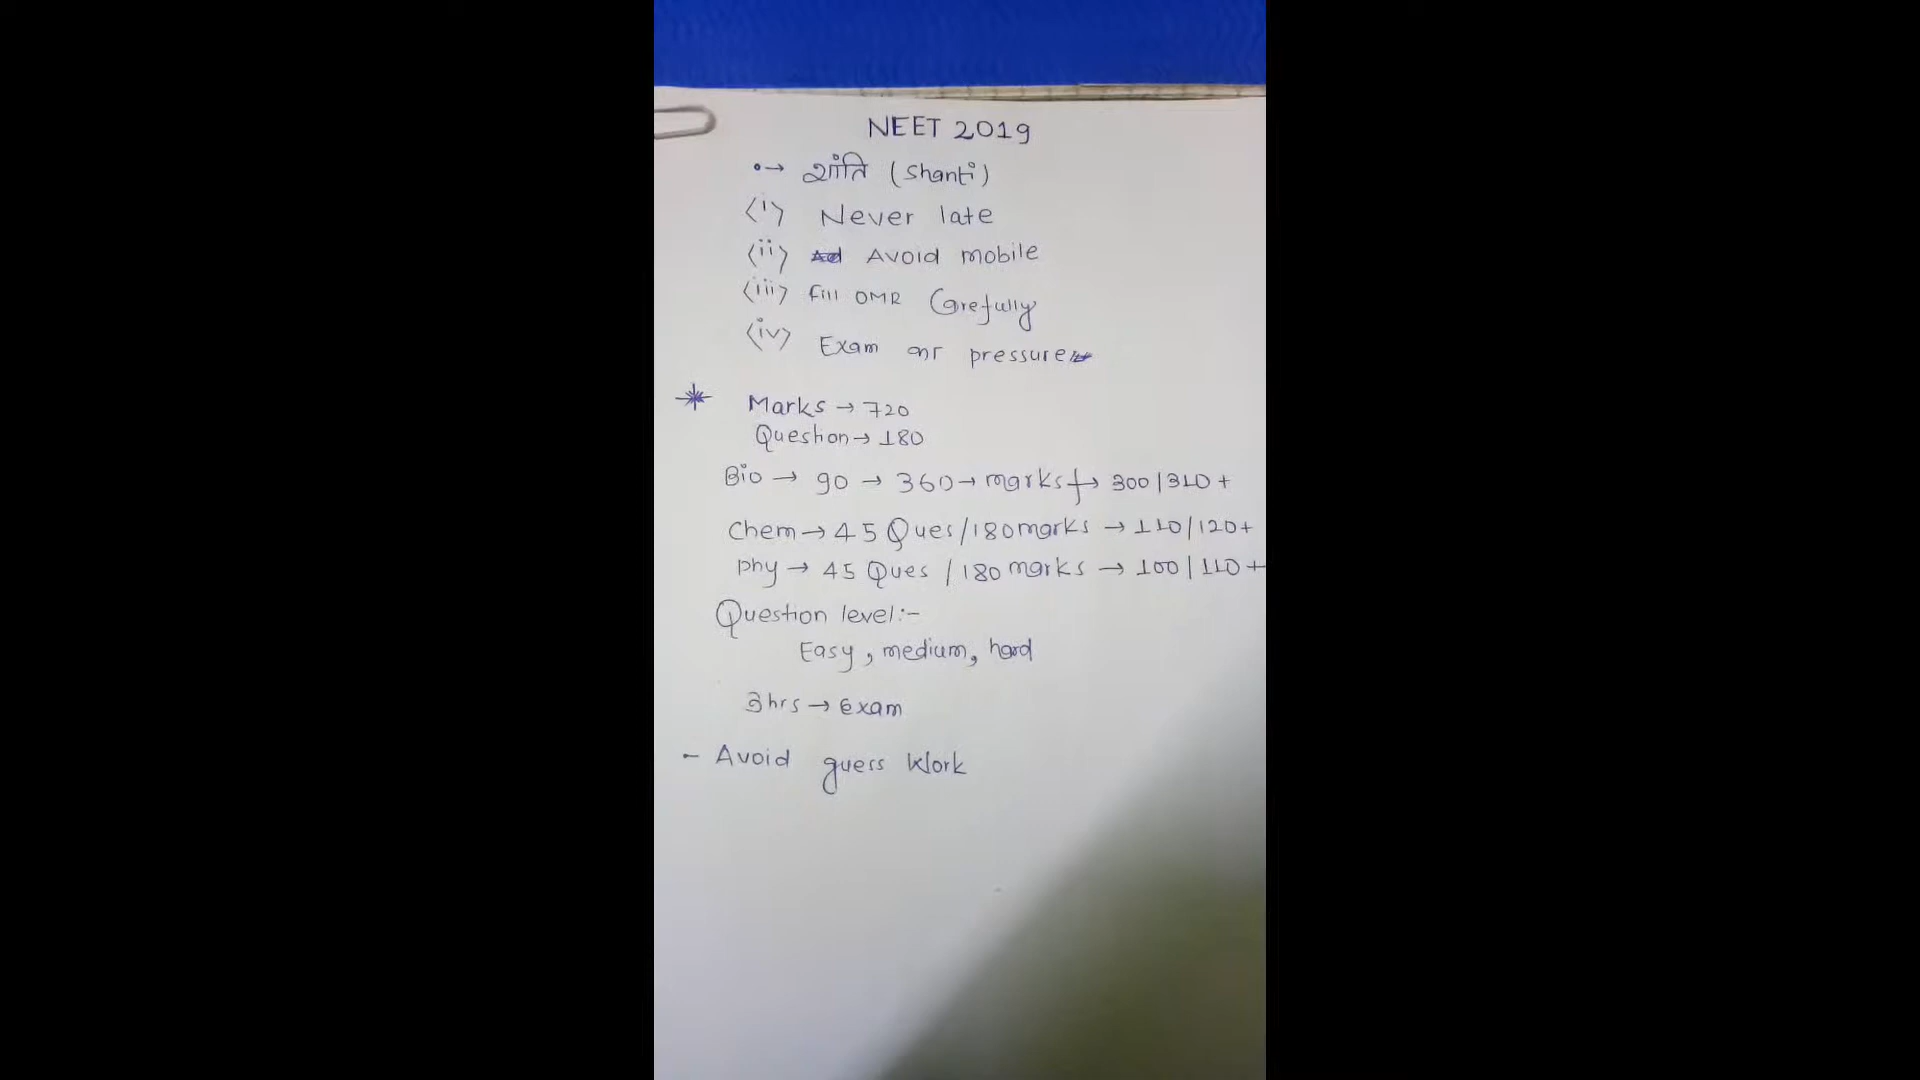 NEET 2019
•→ शांति (Shanti)
(i) Never late
(ii) Avoid mobile
(iii) fill OMR Carefully
(iv) Exam का pressure
* Marks → 720
Question → 180
Bio → 90 → 360 → marks → 300/310+
Chem → 45 Ques/180 marks → 110/120+
Phy → 45 Ques /180 marks → 100/110+
Question level:-
Easy, medium, hard
3hrs → Exam
- Avoid guess Work